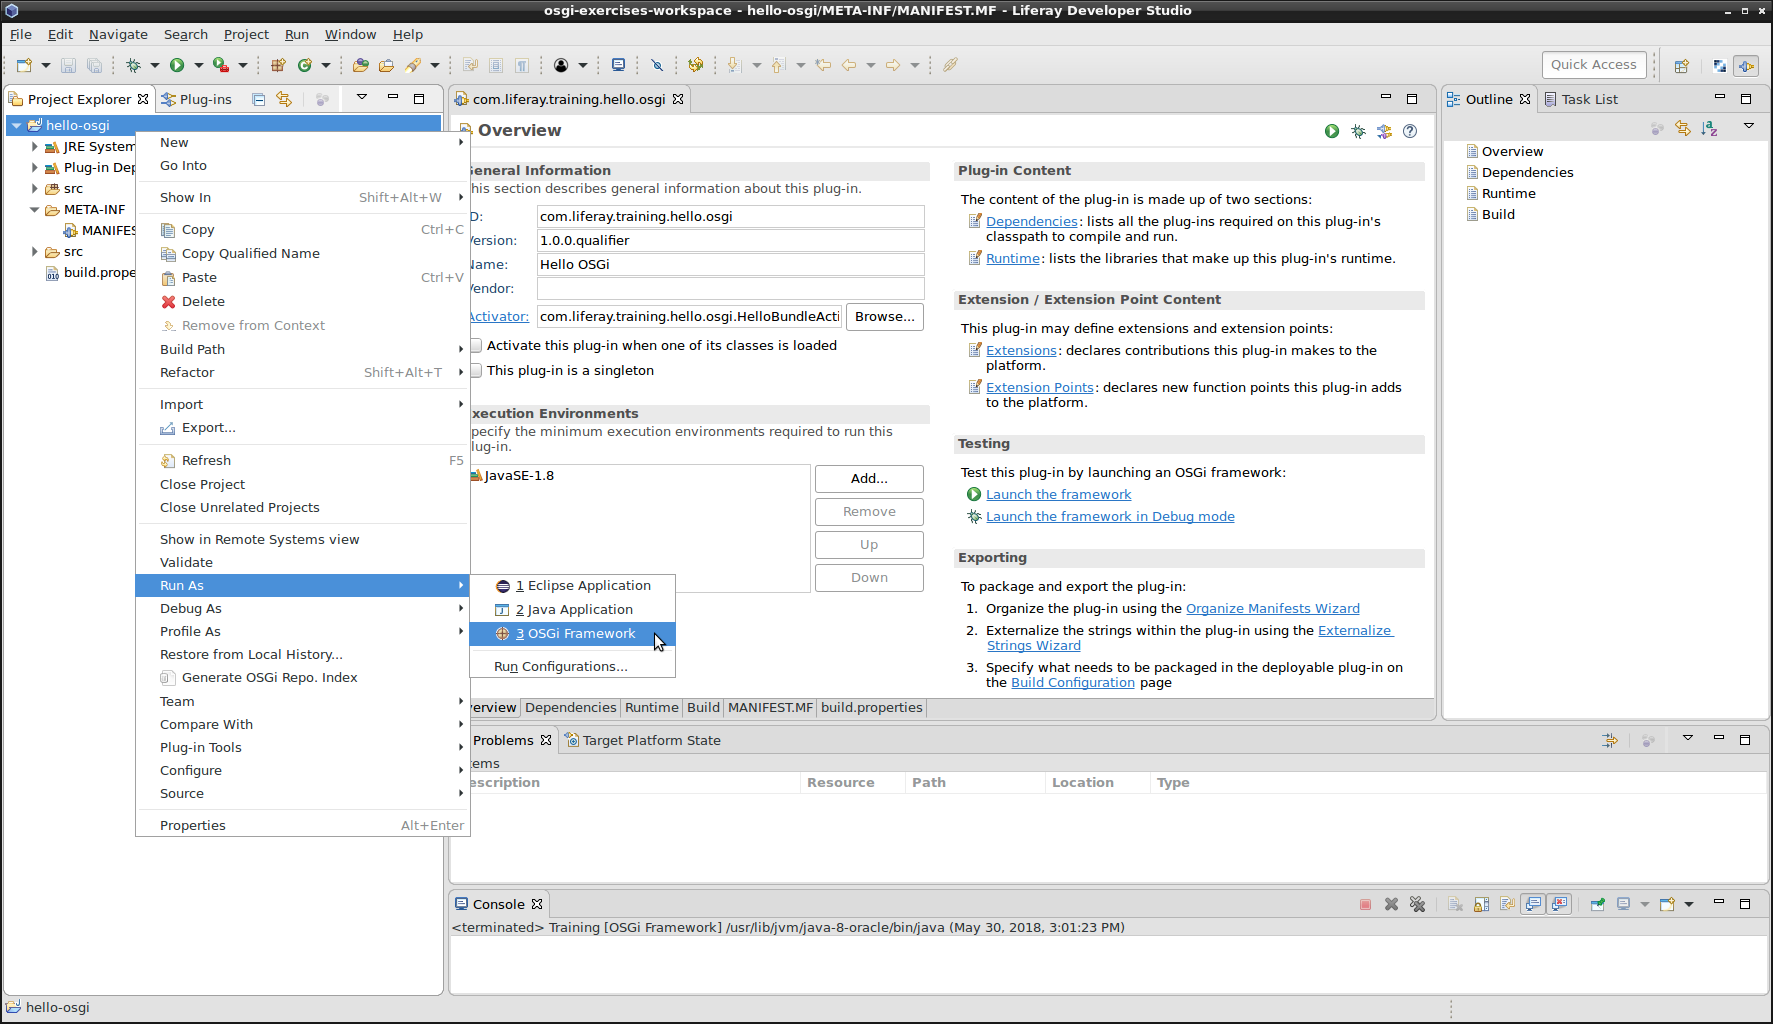 osgi-exercises-workspace - hello-osgi/META-INF/MANIFEST.MF - Liferay Developer Studio
File Edit Navigate Search Project Run Window Help
Quick Access
Project Explorer
Plug-ins
hello-osgi
JRE System
Plug-in Dep
src
META-INF
MANIFES
src
build.prope
New
Go Into
Show In Shift+Alt+W
Copy Ctrl+C
Copy Qualified Name
Paste Ctrl+V
Delete
Remove from Context
Build Path
Refactor Shift+Alt+T
Import
Export...
Refresh F5
Close Project
Close Unrelated Projects
Show in Remote Systems view
Validate
Run As
Debug As
Profile As
Restore from Local History...
Generate OSGi Repo. Index
Team
Compare With
Plug-in Tools
Configure
Source
Properties Alt+Enter
1 Eclipse Application
2 Java Application
3 OSGi Framework
Run Configurations...
com.liferay.training.hello.osgi
Overview
General Information
his section describes general information about this plug-in.
D: com.liferay.training.hello.osgi
Version: 1.0.0.qualifier
Name: Hello OSGi
Vendor:
Activator: com.liferay.training.hello.osgi.HelloBundleActi Browse...
Activate this plug-in when one of its classes is loaded
This plug-in is a singleton
xecution Environments
pecify the minimum execution environments required to run this
lug-in.
JavaSE-1.8
Add...
Remove
Up
Down
Plug-in Content
The content of the plug-in is made up of two sections:
Dependencies: lists all the plug-ins required on this plug-in's
classpath to compile and run.
Runtime: lists the libraries that make up this plug-in's runtime.
Extension / Extension Point Content
This plug-in may define extensions and extension points:
Extensions: declares contributions this plug-in makes to the
platform.
Extension Points: declares new function points this plug-in adds
to the platform.
Testing
Test this plug-in by launching an OSGi framework:
Launch the framework
Launch the framework in Debug mode
Exporting
To package and export the plug-in:
1. Organize the plug-in using the Organize Manifests Wizard
2. Externalize the strings within the plug-in using the Externalize
Strings Wizard
3. Specify what needs to be packaged in the deployable plug-in on
the Build Configuration page
verview Dependencies Runtime Build MANIFEST.MF build.properties
Outline
Task List
Overview
Dependencies
Runtime
Build
Problems
Target Platform State
tems
escription Resource Path Location Type
Console
<terminated> Training [OSGi Framework] /usr/lib/jvm/java-8-oracle/bin/java (May 30, 2018, 3:01:23 PM)
hello-osgi